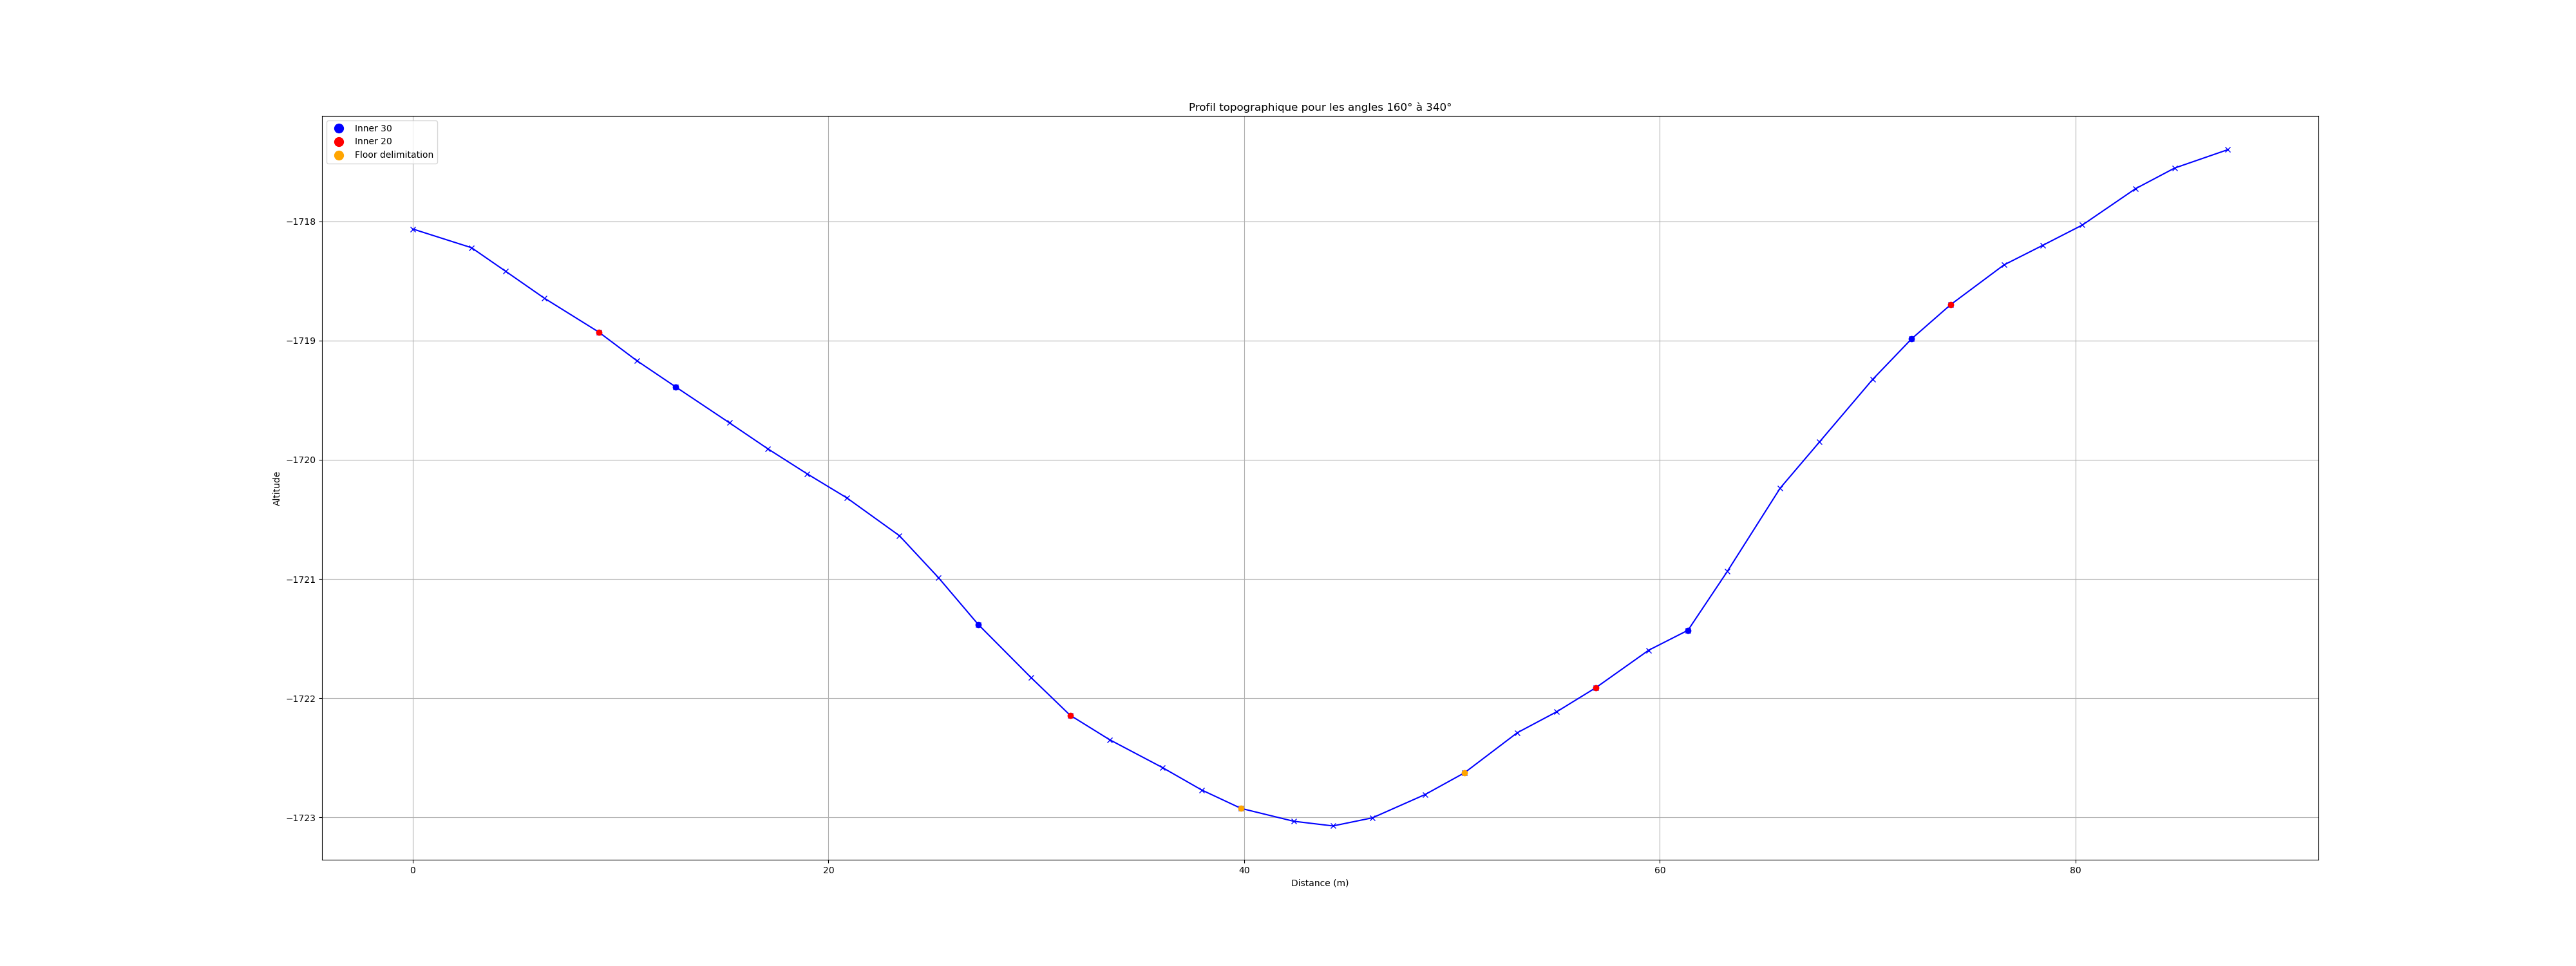 Profil topographique pour les angles 160° à 340°
Inner 30
Inner 20
Floor delimitation
−1718
−1719
−1720
−1721
−1722
−1723
Altitude
0 20 40 60 80
Distance (m)